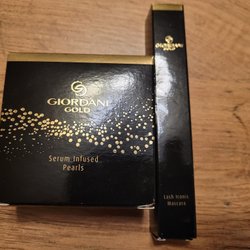 GIORDANI
GOLD
Serum Infused
Pearls
GIORDANI
GOLD
Lash Iconic
Mascara